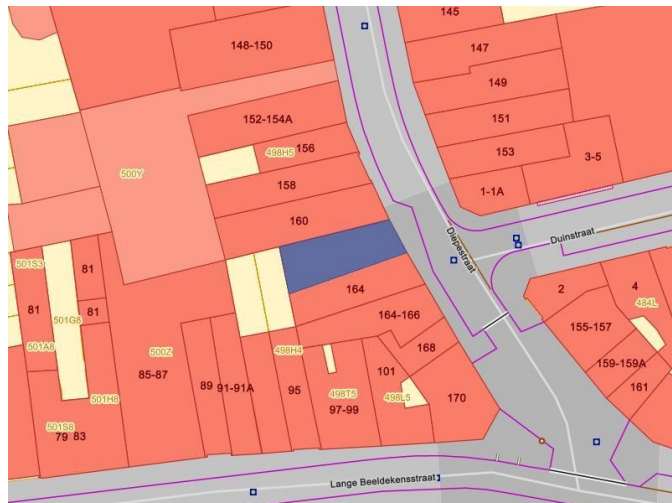 145
148-150
147
149
152-154A
151
156
498H5
153
3-5
500Y
158
1-1A
160
Diepestraat
Duinstraat
501S3
81
164
2
4
81
81
501G8
164-166
484L
155-157
501A8
500Z
498H4
168
85-87
89
91-91A
95
101
159-159A
161
498T5
501H8
97-99
498L5
170
501S8
79
83
Lange Beeldekensstraat